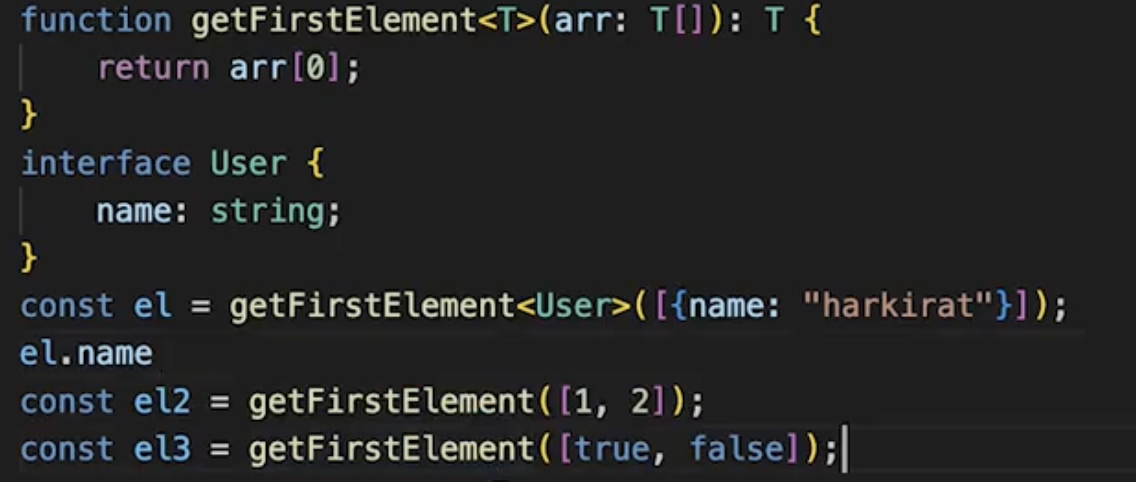 function getFirstElement<T>(arr: T[]): T {
    return arr[0];
}
interface User {
    name: string;
}
const el = getFirstElement<User>([{name: "harkirat"}]);
el.name
const el2 = getFirstElement([1, 2]);
const el3 = getFirstElement([true, false]);